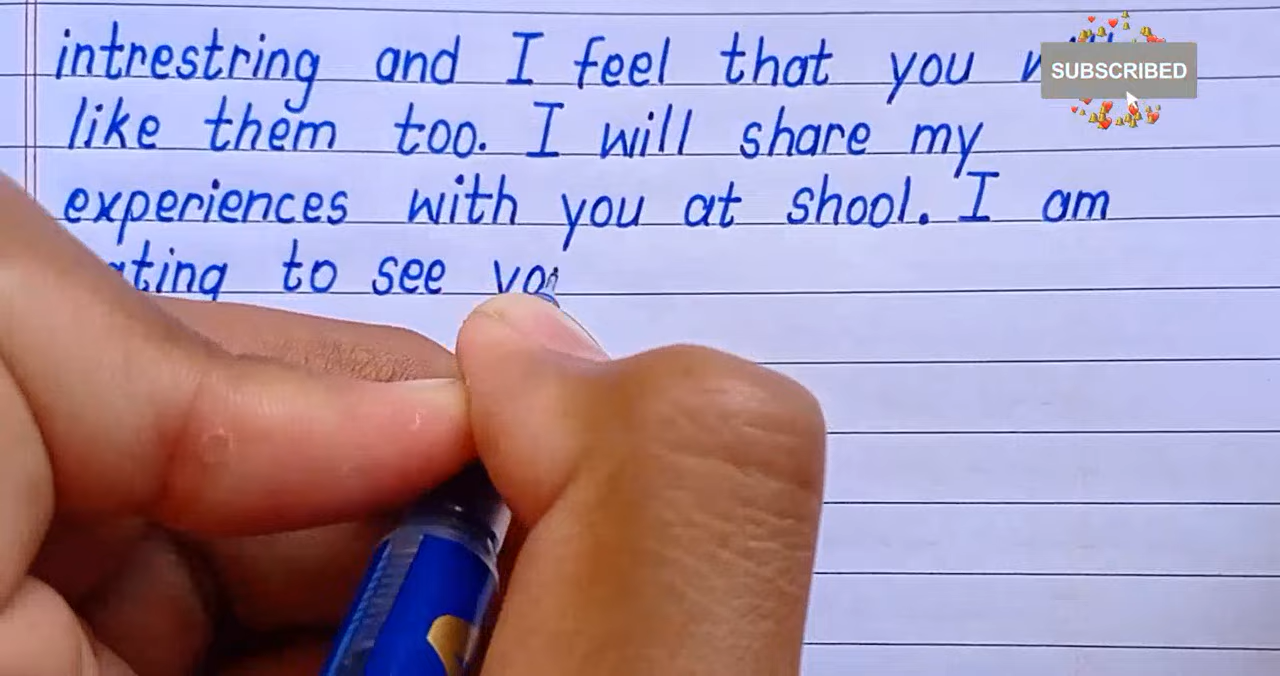 intrestring and I feel that you
SUBSCRIBED
like them too. I will share my
experiences with you at shool. I am
to see